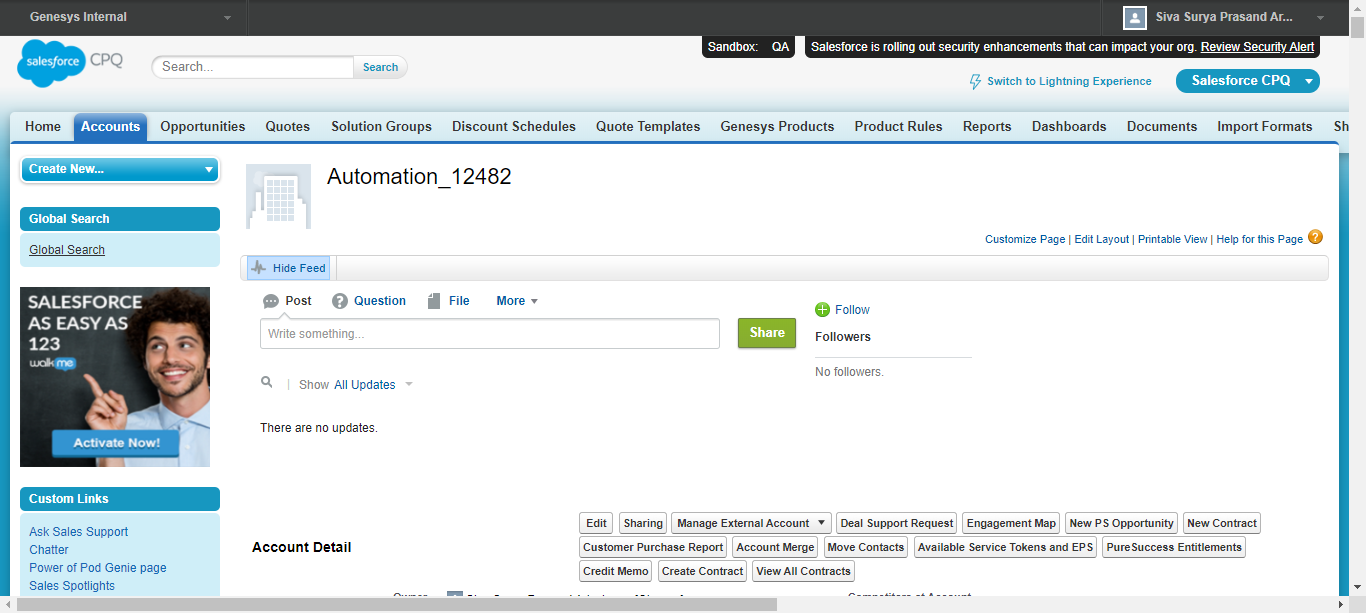 Genesys Internal
Siva Surya Prasand Ar...
salesforce CPQ
Search...
Search
Sandbox: QA
Salesforce is rolling out security enhancements that can impact your org. Review Security Alert
Switch to Lightning Experience
Salesforce CPQ
Home Accounts Opportunities Quotes Solution Groups Discount Schedules Quote Templates Genesys Products Product Rules Reports Dashboards Documents Import Formats Sh
Create New...
Automation_12482
Global Search
Global Search
Customize Page | Edit Layout | Printable View | Help for this Page ?
Hide Feed
SALESFORCE
AS EASY AS
123
walkme
Activate Now!
Post ? Question File More
Write something...
Share
Follow
Followers
No followers.
Show All Updates
There are no updates.
Custom Links
Ask Sales Support
Chatter
Power of Pod Genie page
Sales Spotlights
Account Detail
Edit Sharing Manage External Account Deal Support Request Engagement Map New PS Opportunity New Contract
Customer Purchase Report Account Merge Move Contacts Available Service Tokens and EPS PureSuccess Entitlements
Credit Memo Create Contract View All Contracts
Owner
Competitors at Account